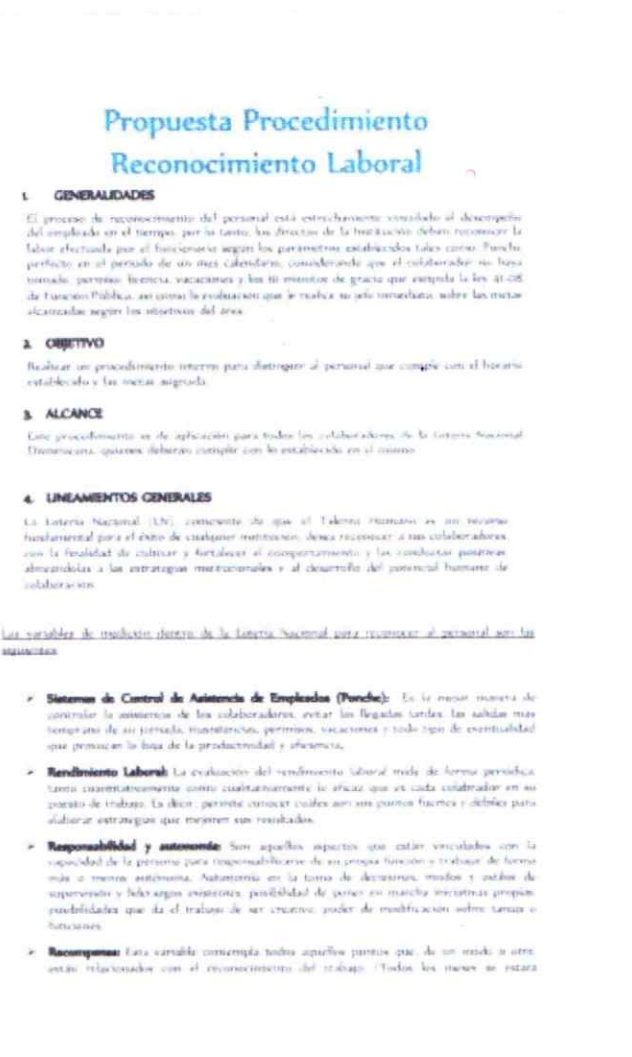 Propuesta Procedimiento
Reconocimiento Laboral
1. GENERALIDADES
El proceso de reconocimiento del personal está estrechamente vinculado al desempeño
del empleado en el tiempo, por lo tanto, los directos de la Institución deben reconocer la
labor efectuada por el funcionario según los parámetros establecidos tales como: Ponche
perfecto en el periodo de un mes calendario, considerando que el colaborador no haya
tomado, permiso, licencia, vacaciones y los 10 minutos de gracia que estipula la ley 41-08
de Función Pública, así como la evaluación que le realiza su jefe inmediato, sobre las metas
alcanzadas según los objetivos del área.
2. OBJETIVO
Realizar un procedimiento interno para distinguir al personal que cumple con el horario
establecido y las metas asignada.
3. ALCANCE
Este procedimiento es de aplicación para todos los colaboradores de la Lotería Nacional
Dominicana, quienes deberán cumplir con lo establecido en el mismo.
4. LINEAMIENTOS GENERALES
La Lotería Nacional (LN), consciente de que el Talento Humano es un recurso
fundamental para el éxito de cualquier institución, desea reconocer a sus colaboradores,
con la finalidad de cultivar y fortalecer el comportamiento y las conductas positivas,
alineándolas a las estrategias institucionales y al desarrollo del potencial humano de
colaboración.
Las variables de medición dentro de la Lotería Nacional para reconocer al personal son las
siguientes:
➢ Sistemas de Control de Asistencia de Empleados (Ponche): Es la mejor manera de
controlar la asistencia de los colaboradores, evitar las llegadas tardes, las salidas más
temprano de su jornada, inasistencias, permisos, vacaciones y todo tipo de eventualidad
que provocan la baja de la productividad y eficiencia.
➢ Rendimiento Laboral: La evaluación del rendimiento laboral mide de forma periódica,
tanto cuantitativamente como cualitativamente lo eficaz que es cada colabrador en su
puesto de trabajo. Es decir, permite conocer cuáles son sus puntos fuertes y débiles para
elaborar estrategias que mejoren sus resultados.
➢ Responsabilidad y autonomía: Son aquellos aspectos que están vinculados con la
capacidad de la persona para responsabilizarse de su propia función y trabajar de forma
más o menos autónoma. Autonomía en la toma de decisiones, modos y estilos de
supervisión y liderazgos existentes, posibilidad de poner en marcha iniciativas propias,
posibilidades que da el trabajo de ser creativo, poder de modificación sobre tareas o
funciones.
➢ Recompensa: Esta variable contempla todos aquellos puntos que, de un modo u otro,
están relacionados con el reconocimiento del trabajo. (Todos los meses se estará